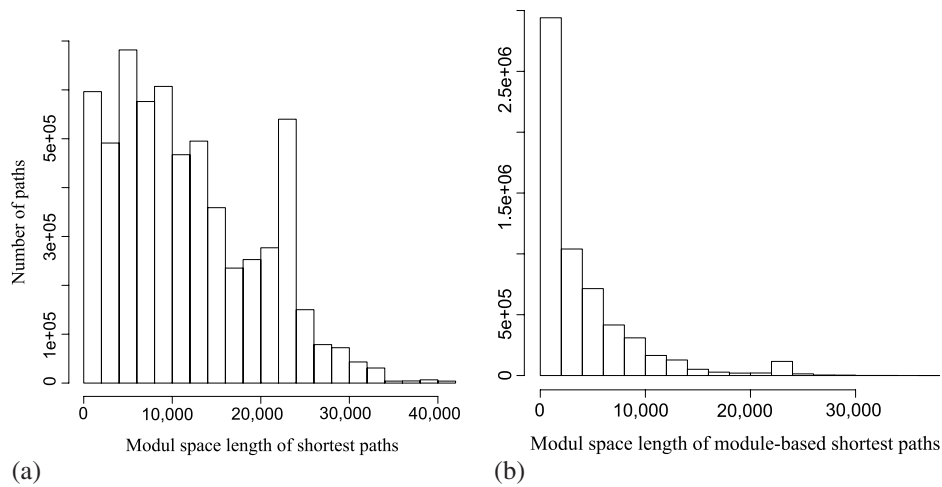 Number of paths
5e+05
3e+05
1e+05
0
0 10,000 20,000 30,000 40,000
Modul space length of shortest paths
(a)
2.5e+06
1.5e+06
5e+05
0
0 10,000 20,000 30,000
Modul space length of module-based shortest paths
(b)